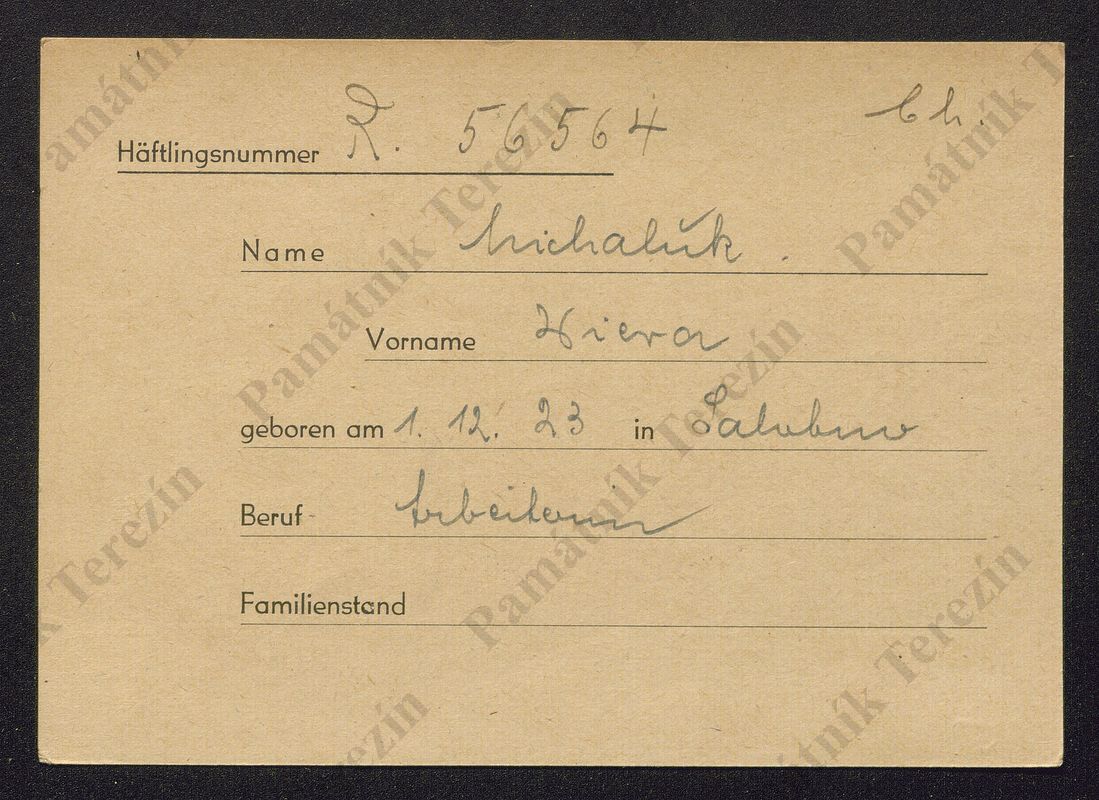 Häftlingsnummer R. 56564 Ch.
Name Michaluk.
Vorname Wiera
geboren am 1. 12. 23 in
Beruf Arbeiterin
Familienstand
Památník Terezín